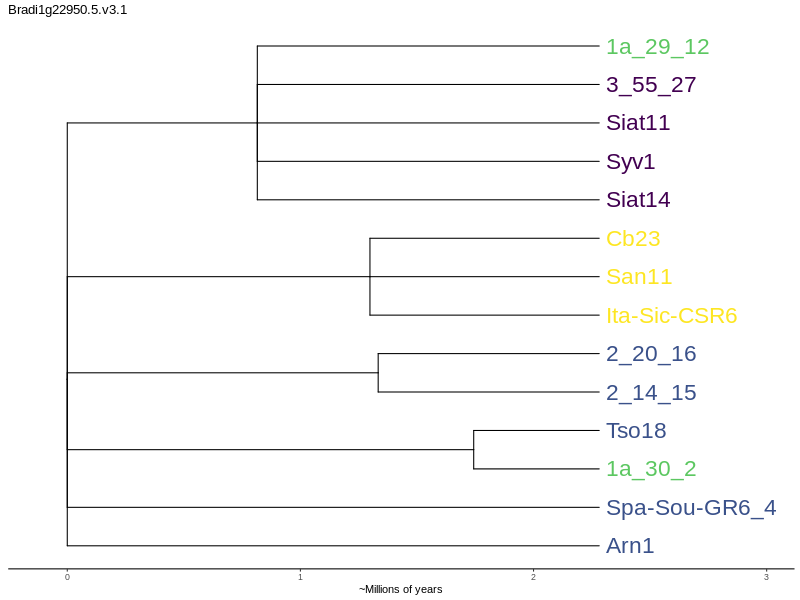 Bradi1g22950.5.v3.1
1a_29_12
3_55_27
Siat11
Syv1
Siat14
Cb23
San11
Ita-Sic-CSR6
2_20_16
2_14_15
Tso18
1a_30_2
Spa-Sou-GR6_4
Arn1
0 1 2 3
~Millions of years